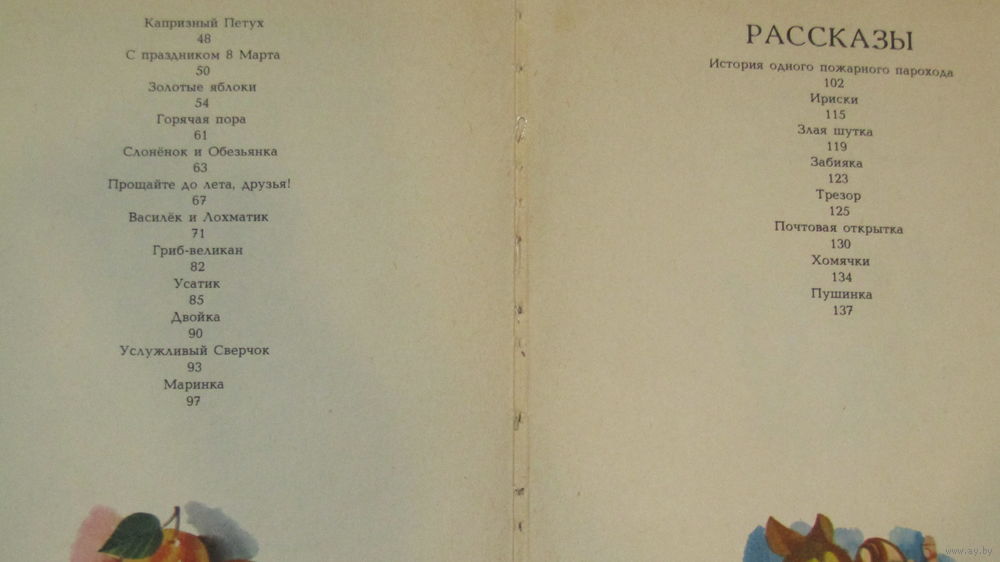 Капризный Петух
48
С праздником 8 Марта
50
Золотые яблоки
54
Горячая пора
61
Слонёнок и Обезьянка
63
Прощайте до лета, друзья!
67
Василёк и Лохматик
71
Гриб-великан
82
Усатик
85
Двойка
90
Услужливый Сверчок
93
Маринка
97
РАССКАЗЫ
История одного пожарного парохода
102
Ириски
115
Злая шутка
119
Забияка
123
Трезор
125
Почтовая открытка
130
Хомячки
134
Пушинка
137
www.ay.by